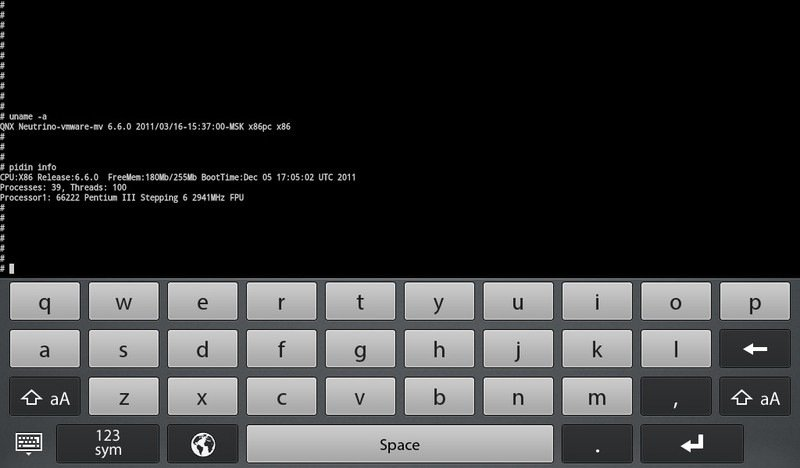 #
#
#
#
#
#
#
#
#
#
#
# uname -a
QNX Neutrino-vmware-mv 6.6.0 2011/03/16-15:37:00-MSK x86pc x86
#
#
#
# pidin info
CPU:X86 Release:6.6.0  FreeMem:180Mb/255Mb BootTime:Dec 05 17:05:02 UTC 2011
Processes: 39, Threads: 100
Processor1: 66222 Pentium III Stepping 6 2941MHz FPU
#
#
#
#
#
#
#
q w e r t y u i o p
a s d f g h j k l
aA z x c v b n m , aA
123
sym
Space .